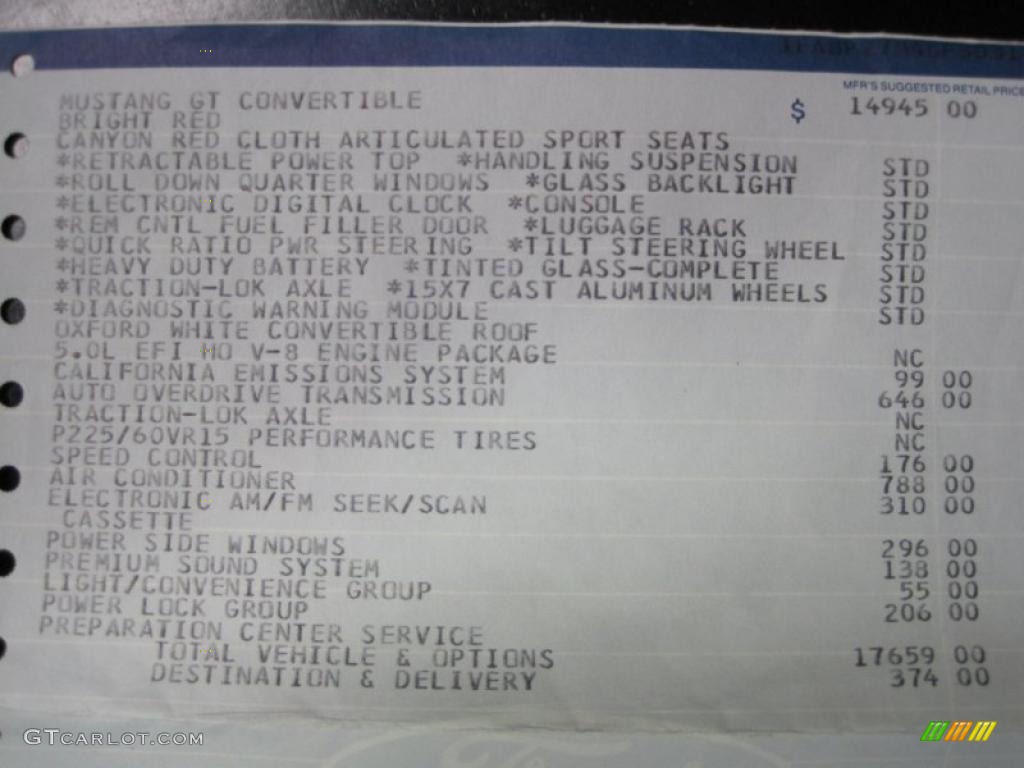 MFR'S SUGGESTED RETAIL PRICE
MUSTANG GT CONVERTIBLE $ 14945 00
BRIGHT RED
CANYON RED CLOTH ARTICULATED SPORT SEATS
*RETRACTABLE POWER TOP *HANDLING SUSPENSION STD
*ROLL DOWN QUARTER WINDOWS *GLASS BACKLIGHT STD
*ELECTRONIC DIGITAL CLOCK *CONSOLE STD
*REM CNTL FUEL FILLER DOOR *LUGGAGE RACK STD
*QUICK RATIO PWR STEERING *TILT STEERING WHEEL STD
*HEAVY DUTY BATTERY *TINTED GLASS-COMPLETE STD
*TRACTION-LOK AXLE *15X7 CAST ALUMINUM WHEELS STD
*DIAGNOSTIC WARNING MODULE STD
OXFORD WHITE CONVERTIBLE ROOF
5.0L EFI HO V-8 ENGINE PACKAGE NC
CALIFORNIA EMISSIONS SYSTEM 99 00
AUTO OVERDRIVE TRANSMISSION 646 00
TRACTION-LOK AXLE NC
P225/60VR15 PERFORMANCE TIRES NC
SPEED CONTROL 176 00
AIR CONDITIONER 788 00
ELECTRONIC AM/FM SEEK/SCAN 310 00
CASSETTE
POWER SIDE WINDOWS 296 00
PREMIUM SOUND SYSTEM 138 00
LIGHT/CONVENIENCE GROUP 55 00
POWER LOCK GROUP 206 00
PREPARATION CENTER SERVICE
TOTAL VEHICLE & OPTIONS 17659 00
DESTINATION & DELIVERY 374 00
GTCARLOT.COM